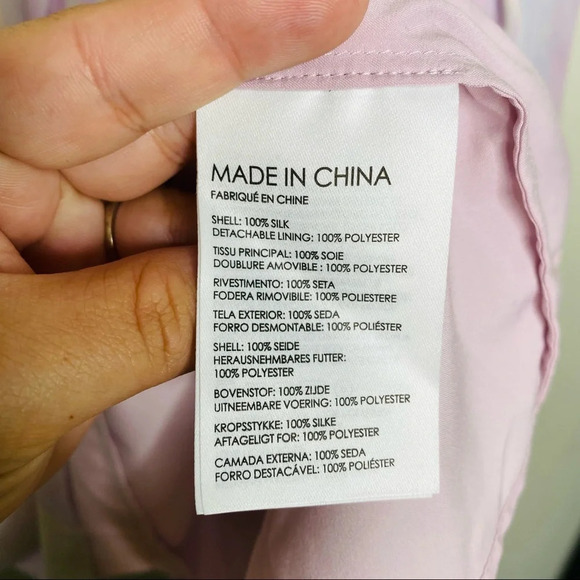 MADE IN CHINA
FABRIQUÉ EN CHINE
SHELL: 100% SILK
DETACHABLE LINING: 100% POLYESTER
TISSU PRINCIPAL: 100% SOIE
DOUBLURE AMOVIBLE : 100% POLYESTER
RIVESTIMENTO: 100% SETA
FODERA RIMOVIBILE: 100% POLIESTERE
TELA EXTERIOR: 100% SEDA
FORRO DESMONTABLE: 100% POLIÉSTER
SHELL: 100% SEIDE
HERAUSNEHMBARES FUTTER:
100% POLYESTER
BOVENSTOF: 100% ZIJDE
UITNEEMBARE VOERING: 100% POLYESTER
KROPSSTYKKE: 100% SILKE
AFTAGELIGT FOR: 100% POLYESTER
CAMADA EXTERNA: 100% SEDA
FORRO DESTACÁVEL: 100% POLIÉSTER